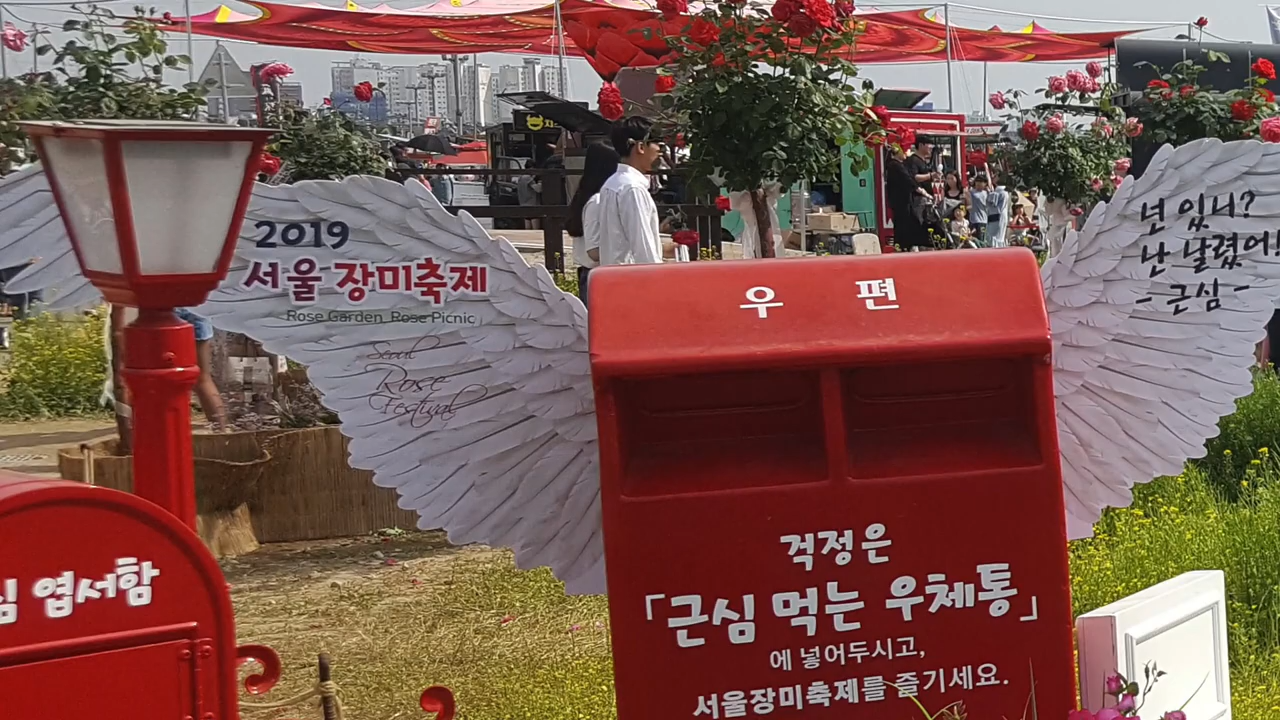 2019
서울 장미축제
Rose Garden, Rose Picnic
Seoul
Rose
Festival
우 편
걱정은
「근심 먹는 우체통」
에 넣어두시고,
서울장미축제를 즐기세요.
넌 있니?
난 날렸어!
-근심-
심 엽서함